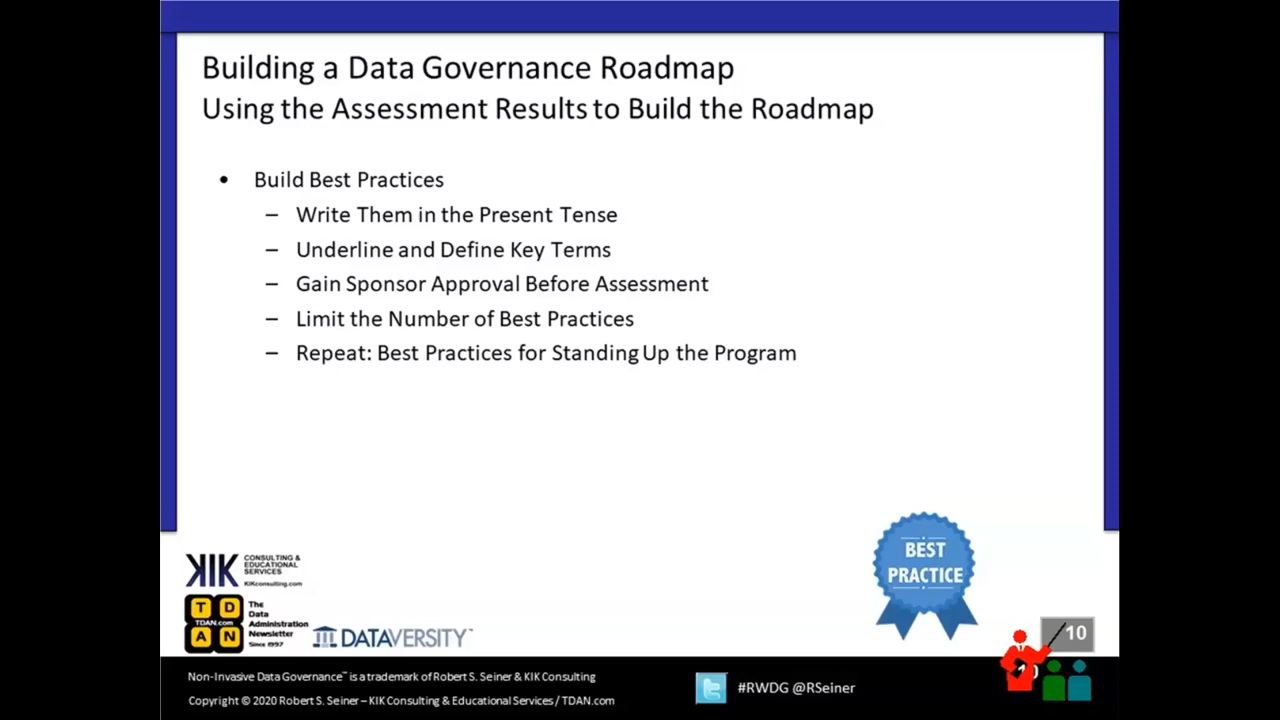 Building a Data Governance Roadmap
Using the Assessment Results to Build the Roadmap
• Build Best Practices
– Write Them in the Present Tense
– Underline and Define Key Terms
– Gain Sponsor Approval Before Assessment
– Limit the Number of Best Practices
– Repeat: Best Practices for Standing Up the Program
BEST
PRACTICE
KIK
CONSULTING &
EDUCATIONAL
SERVICES
KIKconsulting.com
T D
TDAN.com
A N
The
Data
Administration
Newsletter
Since 1997
DATAVERSITY™
10
10
Non-Invasive Data Governance™ is a trademark of Robert S. Seiner & KIK Consulting
Copyright © 2020 Robert S. Seiner – KIK Consulting & Educational Services / TDAN.com
#RWDG @RSeiner